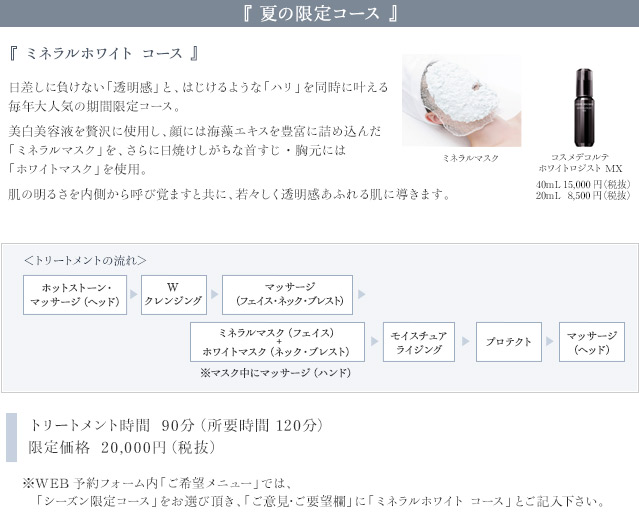 『 夏の限定コース 』
『 ミネラルホワイト コース 』
日差しに負けない「透明感」と、はじけるような「ハリ」を同時に叶える
毎年大人気の期間限定コース。
美白美容液を贅沢に使用し、顔には海藻エキスを豊富に詰め込んだ
「ミネラルマスク」を、さらに日焼けしがちな首すじ・胸元には
「ホワイトマスク」を使用。
肌の明るさを内側から呼び覚ますと共に、若々しく透明感あふれる肌に導きます。
ミネラルマスク
コスメデコルテ
ホワイトロジスト MX
40mL 15,000円（税抜）
20mL 8,500円（税抜）
＜トリートメントの流れ＞
ホットストーン・
マッサージ（ヘッド）
W
クレンジング
マッサージ
（フェイス・ネック・ブレスト）
ミネラルマスク（フェイス）
+
ホワイトマスク（ネック・ブレスト）
※マスク中にマッサージ（ハンド）
モイスチュア
ライジング
プロテクト
マッサージ
（ヘッド）
トリートメント時間 90分（所要時間 120分）
限定価格 20,000円（税抜）
※WEB 予約フォーム内「ご希望メニュー」では、
「シーズン限定コース」をお選び頂き、「ご意見・ご要望欄」に「ミネラルホワイト コース」とご記入下さい。